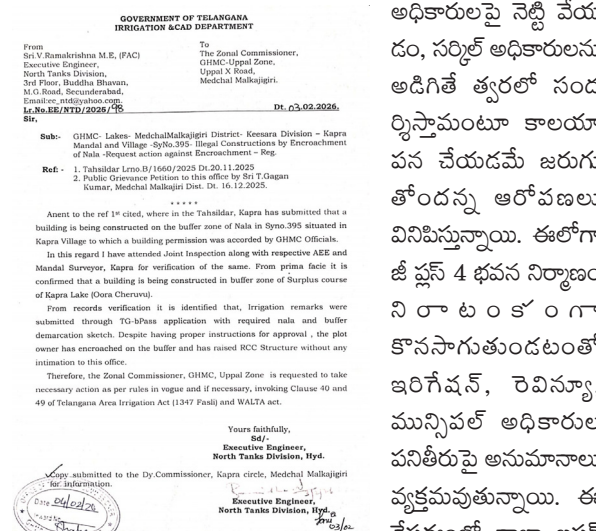 GOVERNMENT OF TELANGANA
IRRIGATION &CAD DEPARTMENT
From
Sri.V.Ramakrishna M.E, (FAC)
Executive Engineer,
North Tanks Division,
3rd Floor, Buddha Bhavan,
M.G.Road, Secunderabad,
Email:ee_ntd@yahoo.com.
To
The Zonal Commissioner,
GHMC-Uppal Zone,
Uppal X Road,
Medchal Malkajigiri.
Lr.No.EE/NTD/2025/98 Dt. 03.02.2026.
Sir,
Sub:- GHMC- Lakes- MedchalMalkajigiri District- Keesara Division – Kapra
Mandal and Village -SyNo.395- Illegal Constructions by Encroachment
of Nala –Request action against Encroachment – Reg.
Ref: - 1. Tahsildar Lrno.B/1660/2025 Dt.20.11.2025
2. Public Grievance Petition to this office by Sri T.Gagan
Kumar, Medchal Malkajiri Dist. Dt. 16.12.2025.
*****
Anent to the ref 1st cited, where in the Tahsildar, Kapra has submitted that a
building is being constructed on the buffer zone of Nala in Syno.395 situated in
Kapra Village to which a building permission was accorded by GHMC Officials.
In this regard I have attended Joint Inspection along with respective AEE and
Mandal Surveyor, Kapra for verification of the same. From prima facie it is
confirmed that a building is being constructed in buffer zone of Surplus course
of Kapra Lake (Oora Cheruvu).
From records verification it is identified that, Irrigation remarks were
submitted through TG-bPass application with required nala and buffer
demarcation sketch. Despite having proper instructions for approval , the plot
owner has encroached on the buffer and has raised RCC Structure without any
intimation to this office.
Therefore, the Zonal Commissioner, GHMC, Uppal Zone is requested to take
necessary action as per rules in vogue and if necessary, invoking Clause 40 and
49 of Telangana Area Irrigation Act (1347 Fasli) and WALTA act.
Yours faithfully,
Sd/-
Executive Engineer,
North Tanks Division, Hyd.
Copy submitted to the Dy.Commissioner, Kapra circle, Medchal Malkajigiri
for information.
Executive Engineer,
North Tanks Division, Hyd.
03/02
Date 04/02/26
అధికారులపై నెట్టి వేయ
డం, సర్కిల్ అధికారులను
అడిగితే త్వరలో సంద
ర్శిస్తామంటూ కాలయా
పన చేయడమే జరుగు
తోందన్న ఆరోపణలు
వినిపిస్తున్నాయి. ఈలోగా
జీ ప్లస్ 4 భవన నిర్మాణం
నిరాటంకంగా
కొనసాగుతుండటంతో
ఇరిగేషన్, రెవిన్యూ,
మున్సిపల్ అధికారుల
పనితీరుపై అనుమానాలు
వ్యక్తమవుతున్నాయి. ఈ